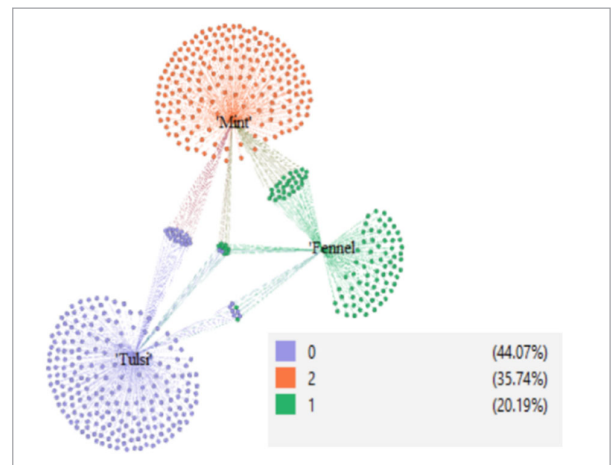 'Mint'
'Fennel
'Tulsi'
0 (44.07%)
2 (35.74%)
1 (20.19%)